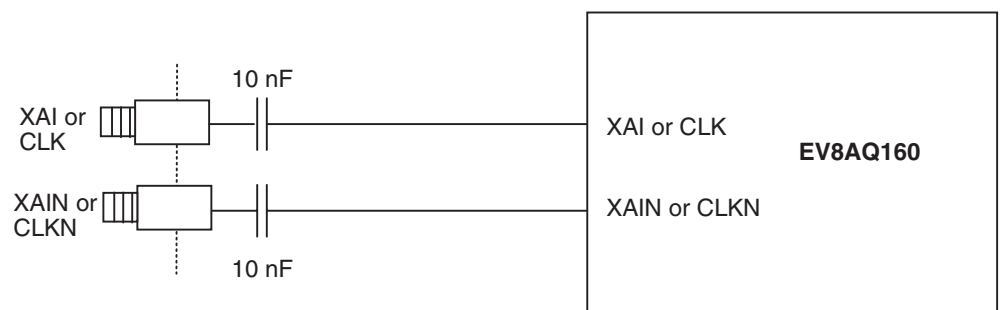 10 nF
XAI or
CLK
XAI or CLK
EV8AQ160
XAIN or
CLKN
XAIN or CLKN
10 nF